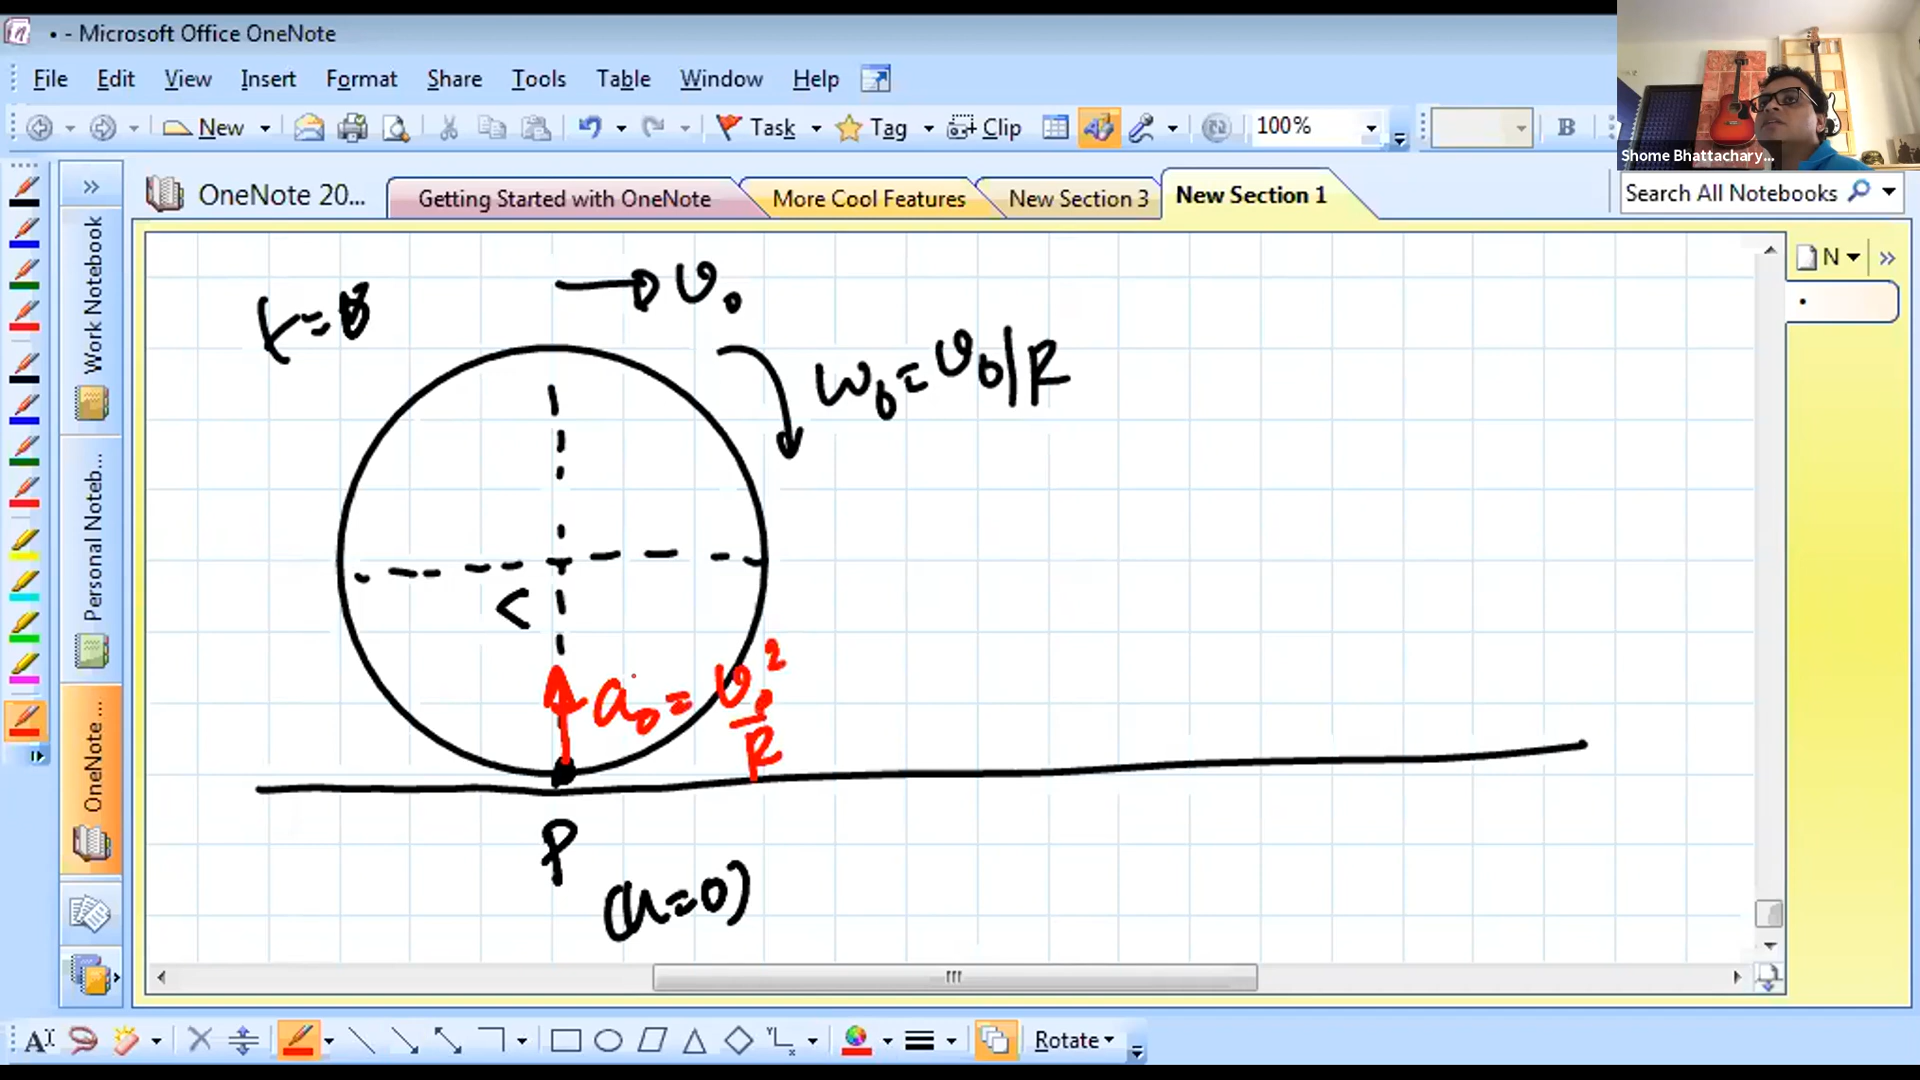 • - Microsoft Office OneNote
File Edit View Insert Format Share Tools Table Window Help
New Task Tag Clip 100% B
Shome Bhattachary...
OneNote 20... Getting Started with OneNote More Cool Features New Section 3 New Section 1
Search All Notebooks
N
Work Notebook
Personal Noteb...
OneNote ...
t=0
v₀
ω₀=v₀/R
C
a₀ = v₀²/R
P
(u=0)
Rotate